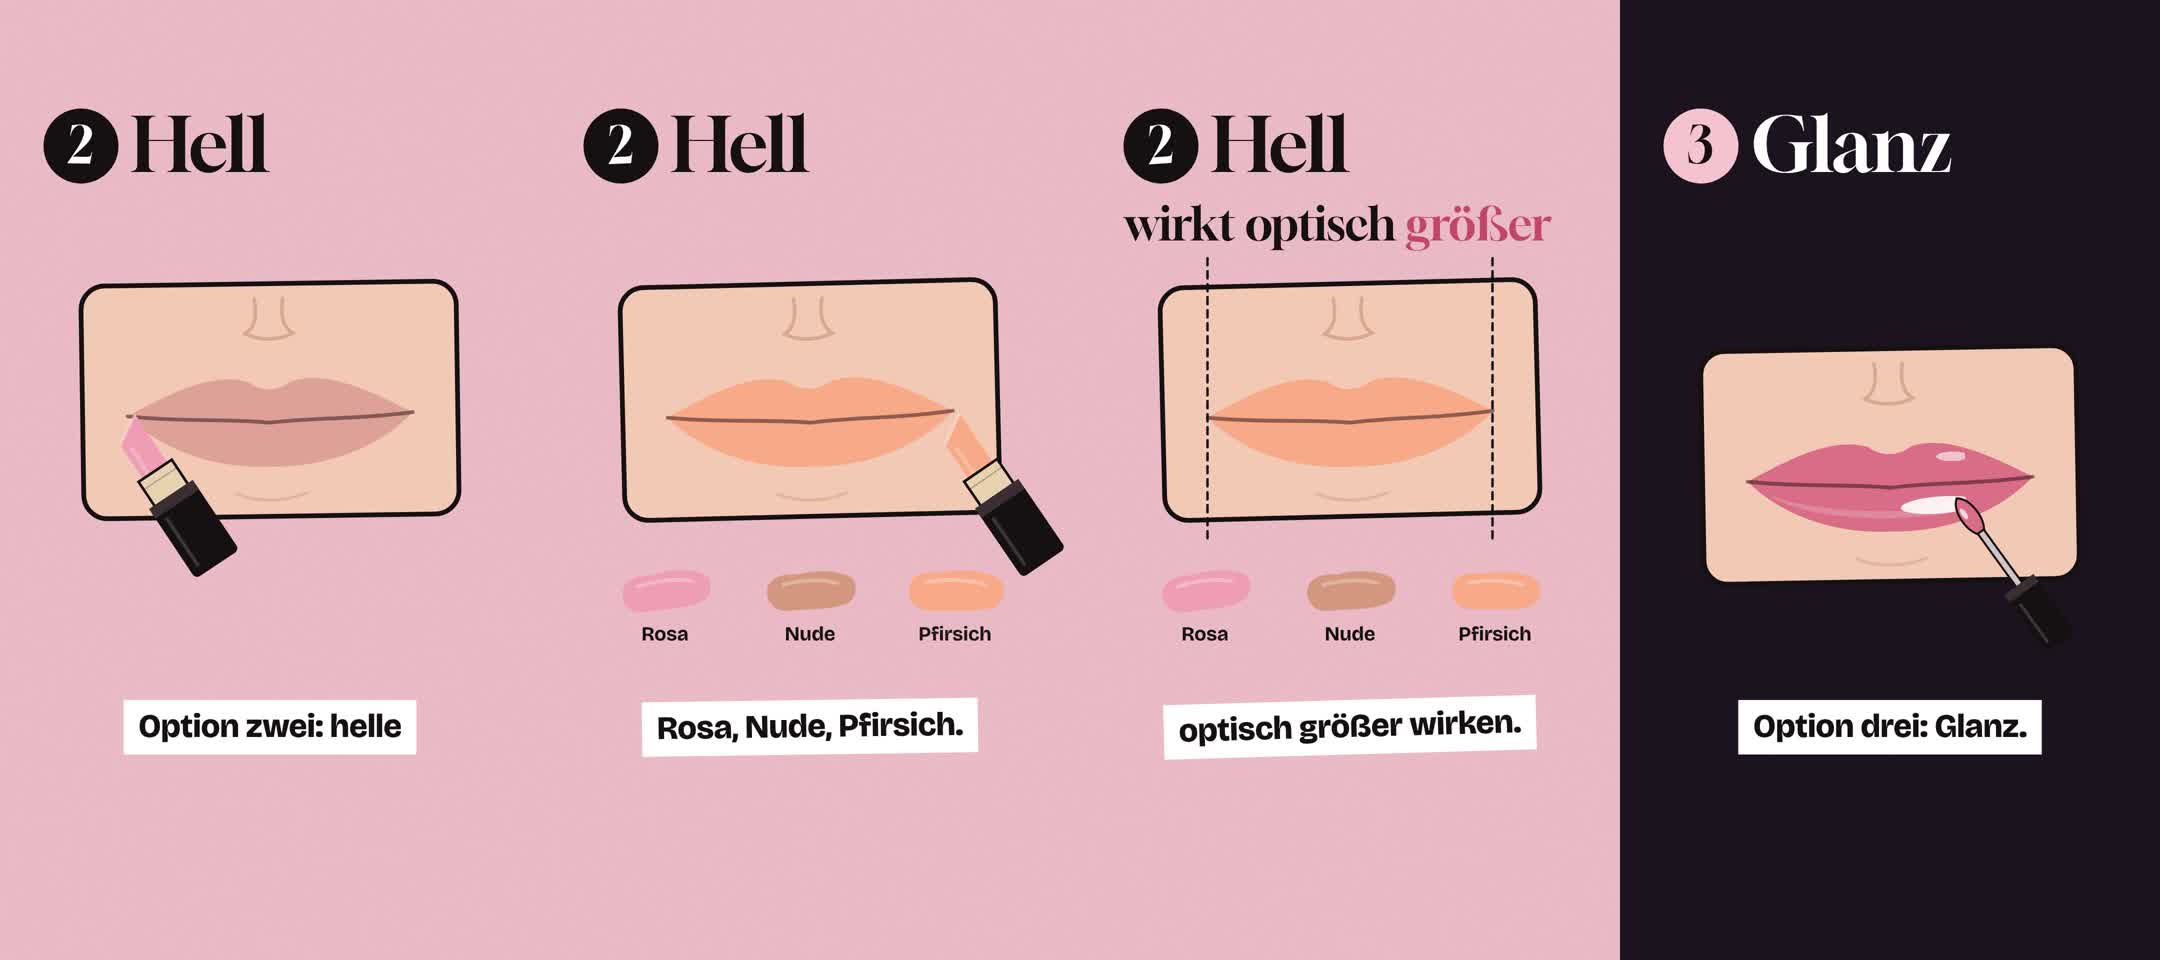 2 Hell
Option zwei: helle
2 Hell
Rosa
Nude
Pfirsich
Rosa, Nude, Pfirsich.
2 Hell
wirkt optisch größer
Rosa
Nude
Pfirsich
optisch größer wirken.
3 Glanz
Option drei: Glanz.